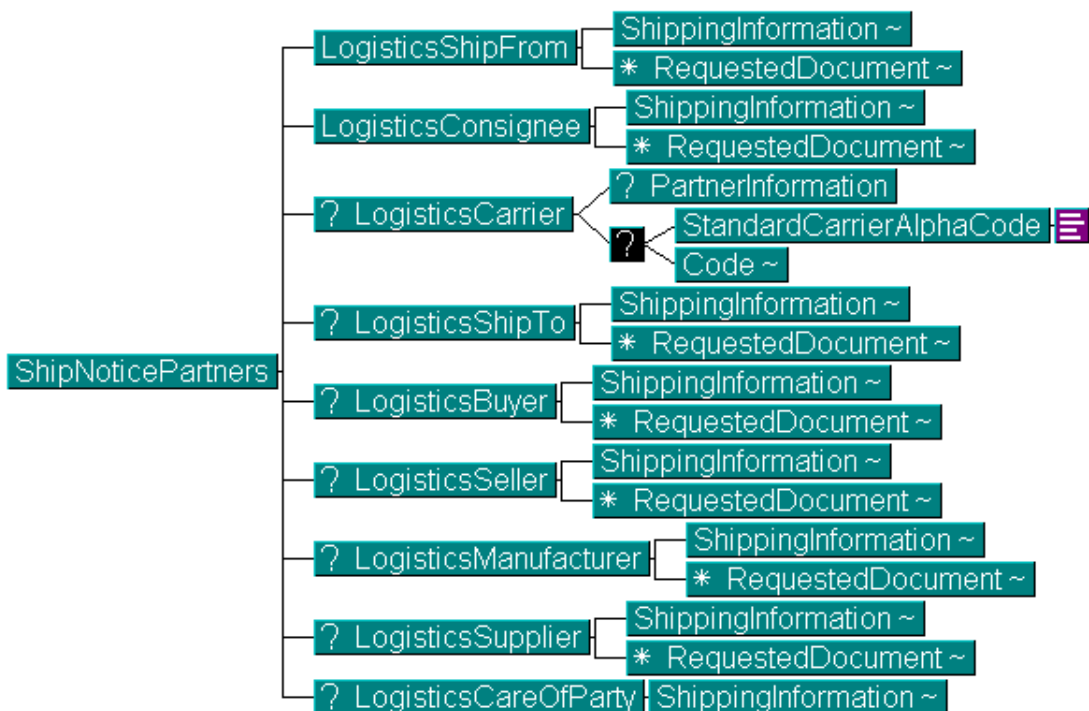 ShippingInformation ~
LogisticsShipFrom
* RequestedDocument ~
ShippingInformation ~
LogisticsConsignee
* RequestedDocument ~
? PartnerInformation
? LogisticsCarrier
StandardCarrierAlphaCode
?
Code ~
ShippingInformation ~
? LogisticsShipTo
* RequestedDocument ~
ShipNoticePartners
ShippingInformation ~
? LogisticsBuyer
* RequestedDocument ~
ShippingInformation ~
? LogisticsSeller
* RequestedDocument ~
ShippingInformation ~
? LogisticsManufacturer
* RequestedDocument ~
ShippingInformation ~
? LogisticsSupplier
* RequestedDocument ~
? LogisticsCareOfParty
ShippingInformation ~